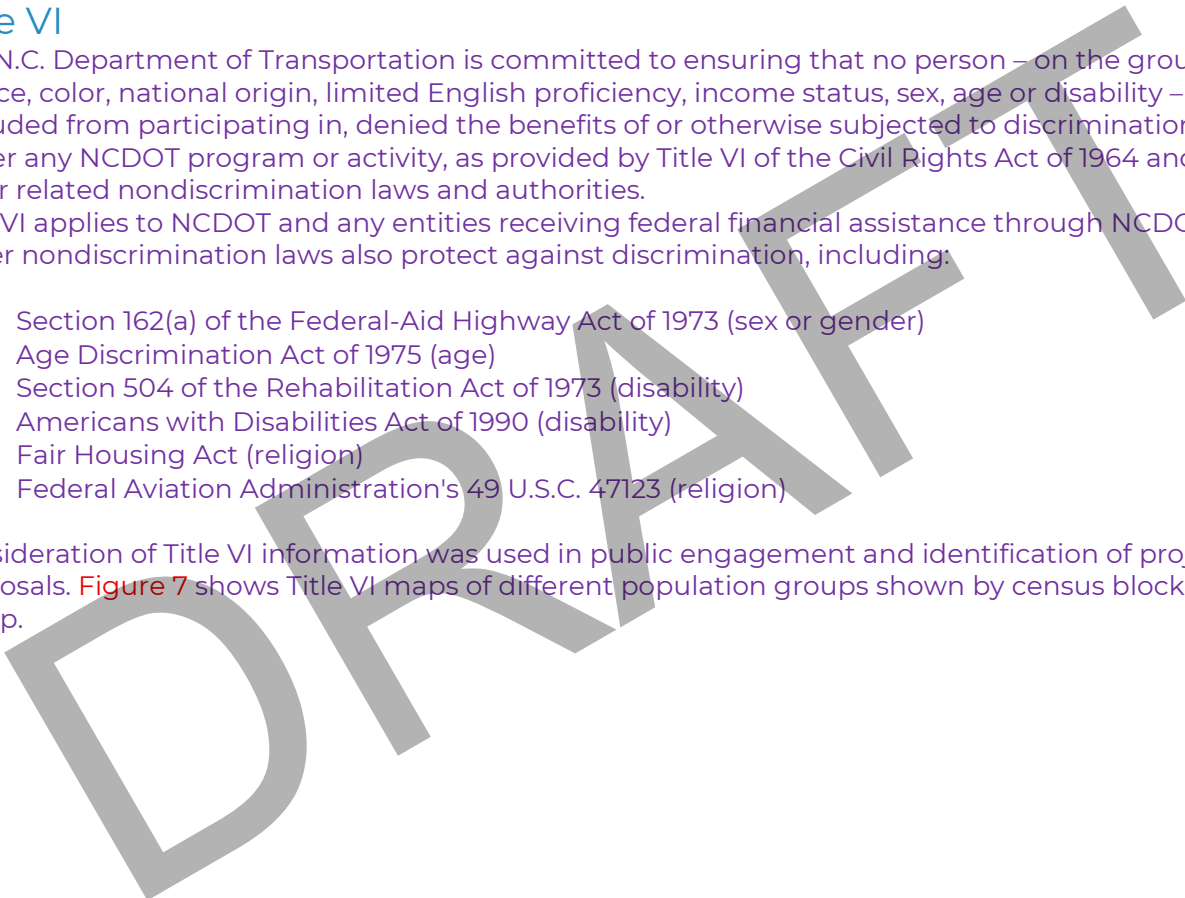 e VI
N.C. Department of Transportation is committed to ensuring that no person – on the grou
ce, color, national origin, limited English proficiency, income status, sex, age or disability –
uded from participating in, denied the benefits of or otherwise subjected to discrimination
er any NCDOT program or activity, as provided by Title VI of the Civil Rights Act of 1964 and
r related nondiscrimination laws and authorities.
VI applies to NCDOT and any entities receiving federal financial assistance through NCDO
er nondiscrimination laws also protect against discrimination, including:
Section 162(a) of the Federal-Aid Highway Act of 1973 (sex or gender)
Age Discrimination Act of 1975 (age)
Section 504 of the Rehabilitation Act of 1973 (disability)
Americans with Disabilities Act of 1990 (disability)
Fair Housing Act (religion)
Federal Aviation Administration's 49 U.S.C. 47123 (religion)
sideration of Title VI information was used in public engagement and identification of proj
osals. Figure 7 shows Title VI maps of different population groups shown by census block
p.
DRAFT